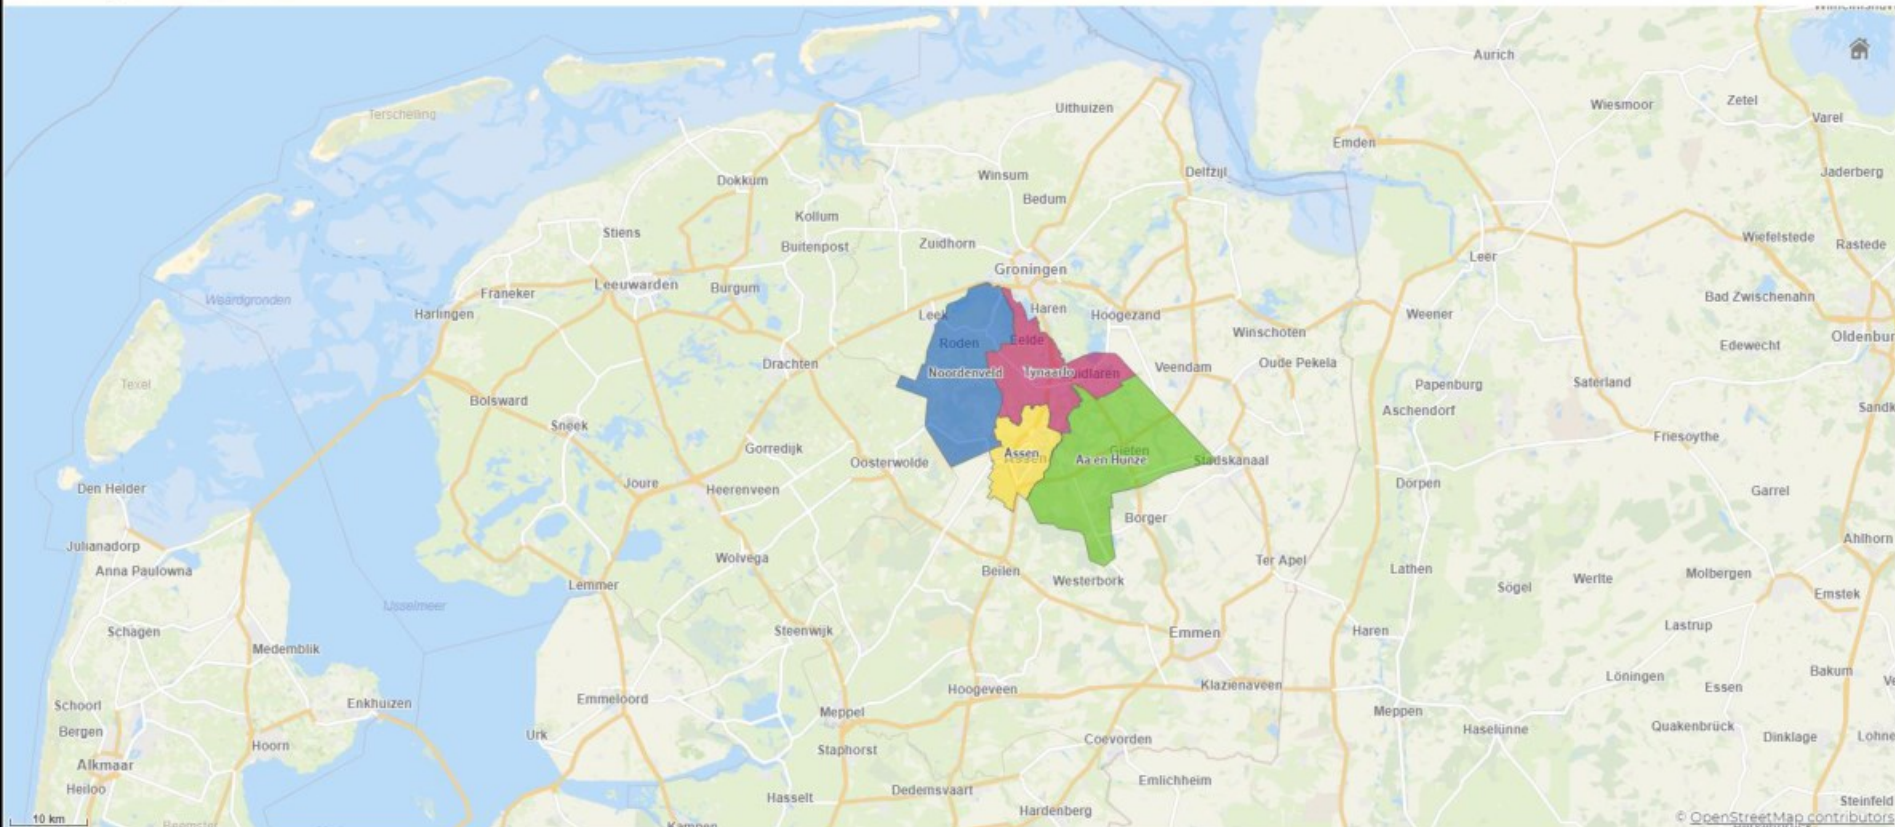 Aurich
Wiesmoor
Zetel
Varel
Terschelling
Uithuizen
Emden
Delfzijl
Jaderberg
Dokkum
Winsum
Bedum
Kollum
Stiens
Buitenpost
Zuidhorn
Wiefelstede
Rastede
Leer
Groningen
Leeuwarden
Burgum
Franeker
Waardgronden
Bad Zwischenahn
Harlingen
Leek
Haren
Hoogezand
Weener
Winschoten
Oldenbur
Roden
Eelde
Edewecht
Drachten
Veendam
Oude Pekela
Noordenveld
Tynaarlo
idlaren
Texel
Papenburg
Saterland
Bolsward
Aschendorf
Sandk
Sneek
Friesoythe
Gorredijk
Oosterwolde
Assen
Assen
Gieten
Aa en Hunze
Stadskanaal
Den Helder
Joure
Heerenveen
Dörpen
Garrel
Borger
Julianadorp
Ahlhorn
Anna Paulowna
Wolvega
Beilen
Westerbork
Ter Apel
Lathen
Sögel
Werlte
Molbergen
Lemmer
Emstek
IJsselmeer
Schagen
Steenwijk
Emmen
Haren
Lastrup
Medemblik
Bakum
Löningen
Essen
Hoogeveen
Klazienaveen
Emmeloord
Schoorl
Enkhuizen
Meppel
Meppen
Bergen
Urk
Haselünne
Quakenbrück
Dinklage
Lohne
Hoorn
Staphorst
Coevorden
Alkmaar
Emlichheim
Heiloo
Hasselt
Dedemsvaart
Hardenberg
Steinfeld
10 km
© OpenStreetMap contributors